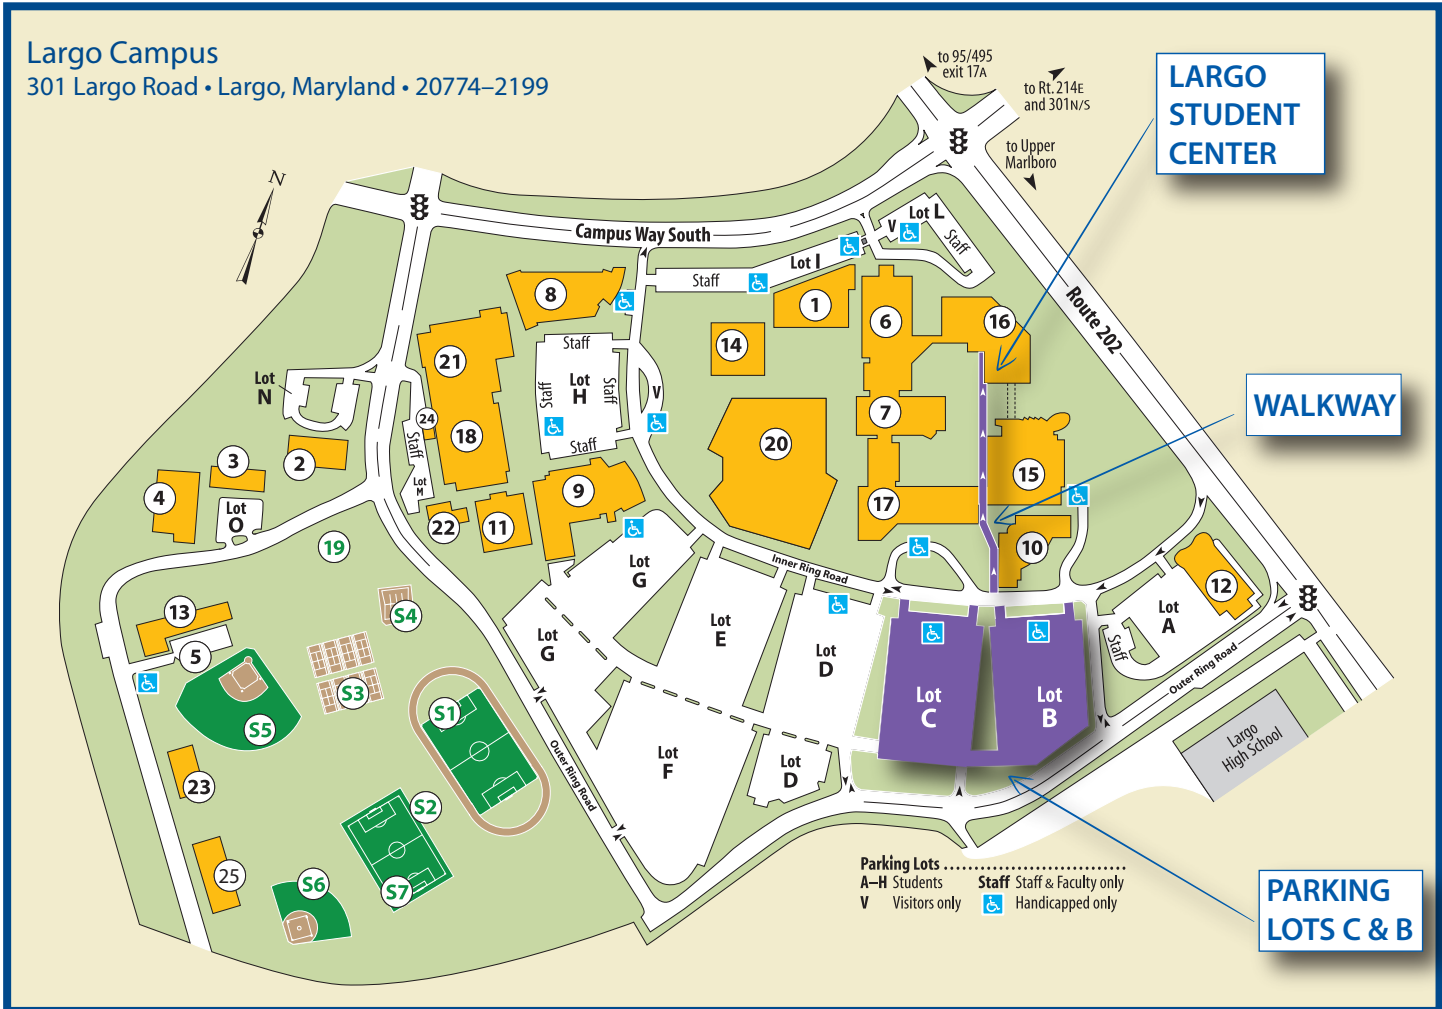 Largo Campus
301 Largo Road • Largo, Maryland • 20774–2199
to 95/495
exit 17A
to Rt. 214E
and 301N/S
to Upper
Marlboro
LARGO
STUDENT
CENTER
N
Campus Way South
Route 202
Lot L
V
Staff
Lot I
Staff
8
1
6
16
14
21
Staff
Lot
H
Staff
Staff
Staff
V
Lot
N
24
18
Staff
Lot
M
7
WALKWAY
20
15
3
2
4
Lot
O
9
17
22
11
19
10
Inner Ring Road
12
Lot
G
Lot
A
Staff
Outer Ring Road
13
5
S4
S3
S5
S1
Lot
G
Lot
E
Lot
D
Lot
C
Lot
B
Largo
High School
Lot
F
Lot
D
Outer Ring Road
23
S2
25
S6
S7
Parking Lots
A–H Students
V Visitors only
Staff Staff & Faculty only
Handicapped only
PARKING
LOTS C & B